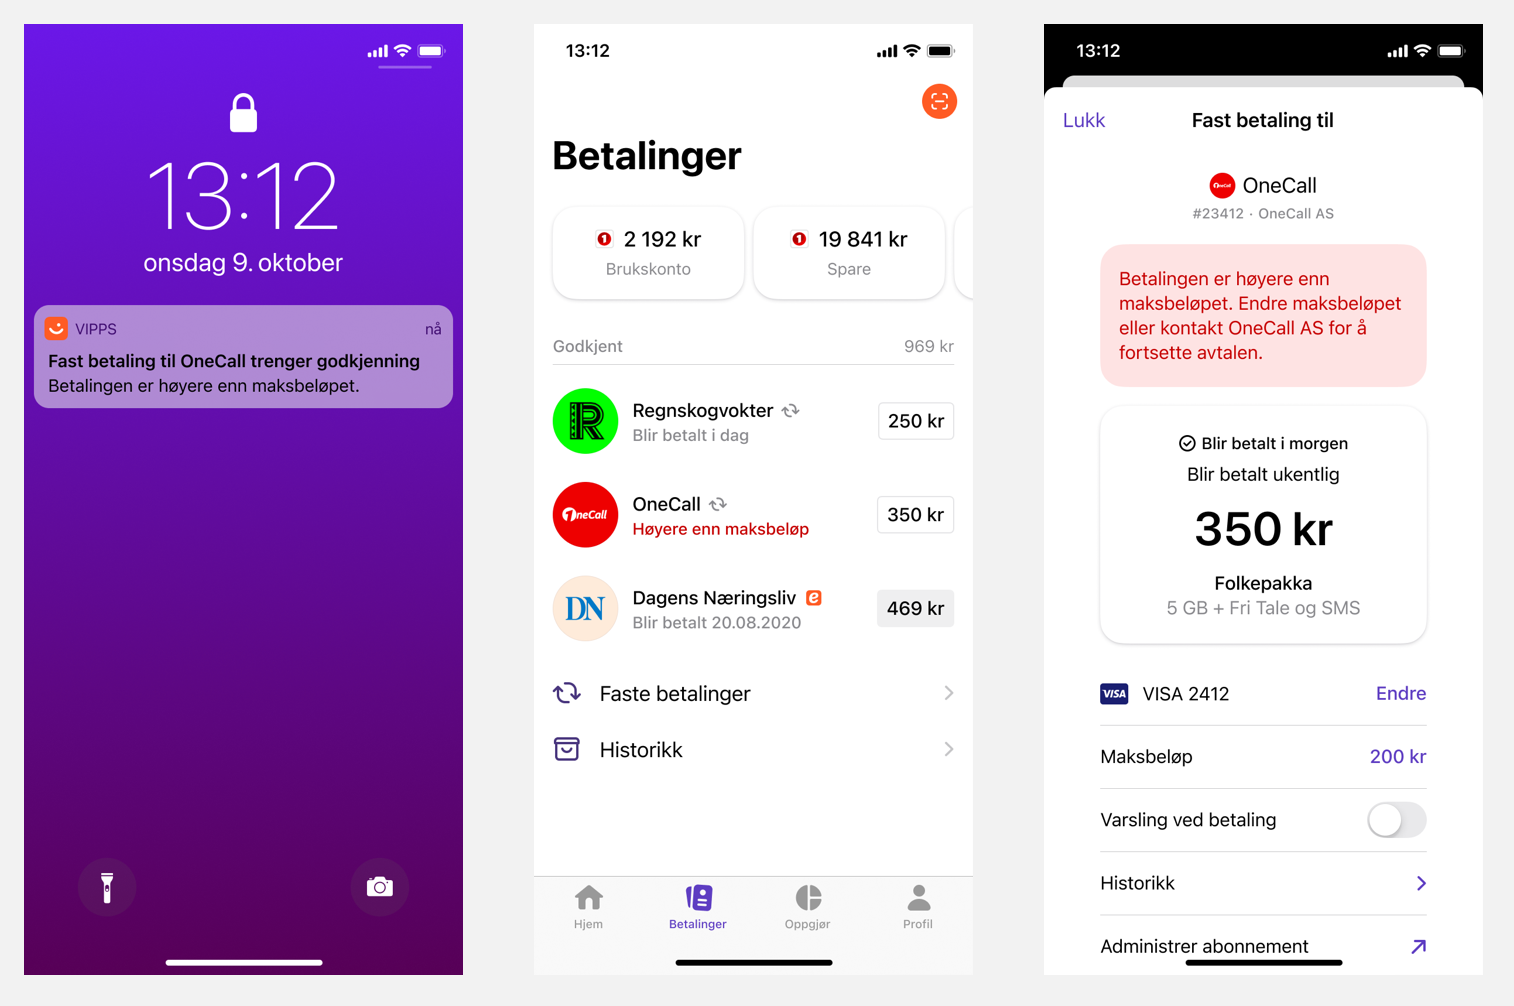 13:12
onsdag 9. oktober
VIPPS
nå
Fast betaling til OneCall trenger godkjenning
Betalingen er høyere enn maksbeløpet.
13:12
Betalinger
1 2 192 kr
Brukskonto
1 19 841 kr
Spare
Godkjent
969 kr
R
Regnskogvokter
Blir betalt i dag
250 kr
OneCall
OneCall
Høyere enn maksbeløp
350 kr
DN
Dagens Næringsliv e
Blir betalt 20.08.2020
469 kr
Faste betalinger
Historikk
Hjem
Betalinger
Oppgjør
Profil
13:12
Lukk
Fast betaling til
OneCall OneCall
#23412 · OneCall AS
Betalingen er høyere enn
maksbeløpet. Endre maksbeløpet
eller kontakt OneCall AS for å
fortsette avtalen.
Blir betalt i morgen
Blir betalt ukentlig
350 kr
Folkepakka
5 GB + Fri Tale og SMS
VISA VISA 2412
Endre
Maksbeløp
200 kr
Varsling ved betaling
Historikk
Administrer abonnement